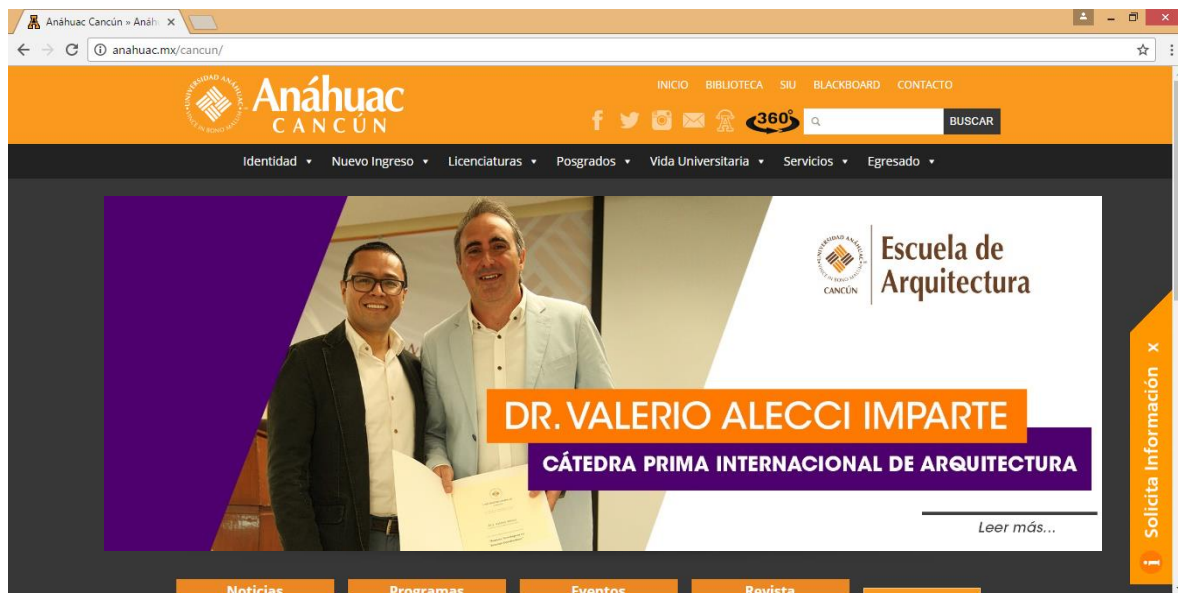 Anáhuac Cancún » Anáh
anahuac.mx/cancun/
Anáhuac
CANCÚN
INICIO BIBLIOTECA SIU BLACKBOARD CONTACTO
360°
BUSCAR
Identidad Nuevo Ingreso Licenciaturas Posgrados Vida Universitaria Servicios Egresado
CANCÚN
Escuela de
Arquitectura
DR. VALERIO ALECCI IMPARTE
CÁTEDRA PRIMA INTERNACIONAL DE ARQUITECTURA
Leer más...
Solicita Información x
Noticias Programas Eventos Revista